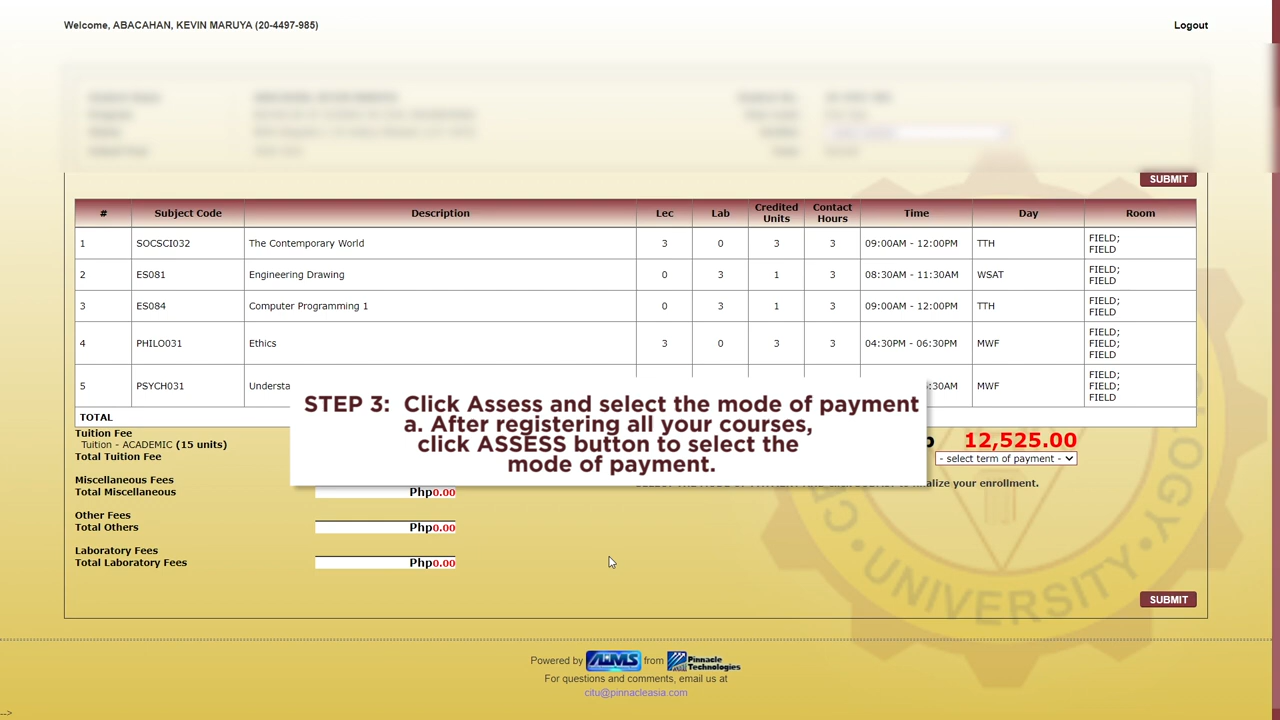 Welcome, ABACAHAN, KEVIN MARUYA (20-4497-985)
Logout
SUBMIT
# Subject Code Description Lec Lab Credited Units Contact Hours Time Day Room
1 SOCSCI032 The Contemporary World 3 0 3 3 09:00AM - 12:00PM TTH FIELD;
FIELD
2 ES081 Engineering Drawing 0 3 1 3 08:30AM - 11:30AM WSAT FIELD;
FIELD
3 ES084 Computer Programming 1 0 3 1 3 09:00AM - 12:00PM TTH FIELD;
FIELD
4 PHILO031 Ethics 3 0 3 3 04:30PM - 06:30PM MWF FIELD;
FIELD;
FIELD
5 PSYCH031 Understa :30AM MWF FIELD;
FIELD;
FIELD
TOTAL
STEP 3: Click Assess and select the mode of payment
a. After registering all your courses,
click ASSESS button to select the
mode of payment.
Tuition Fee
Tuition - ACADEMIC (15 units)
Total Tuition Fee
12,525.00
- select term of payment -
alize your enrollment.
Miscellaneous Fees
Total Miscellaneous Php0.00
Other Fees
Total Others Php0.00
Laboratory Fees
Total Laboratory Fees Php0.00
SUBMIT
UNIVERSITY
Powered by AIMS from Pinnacle Technologies
For questions and comments, email us at
citu@pinnacleasia.com
-->